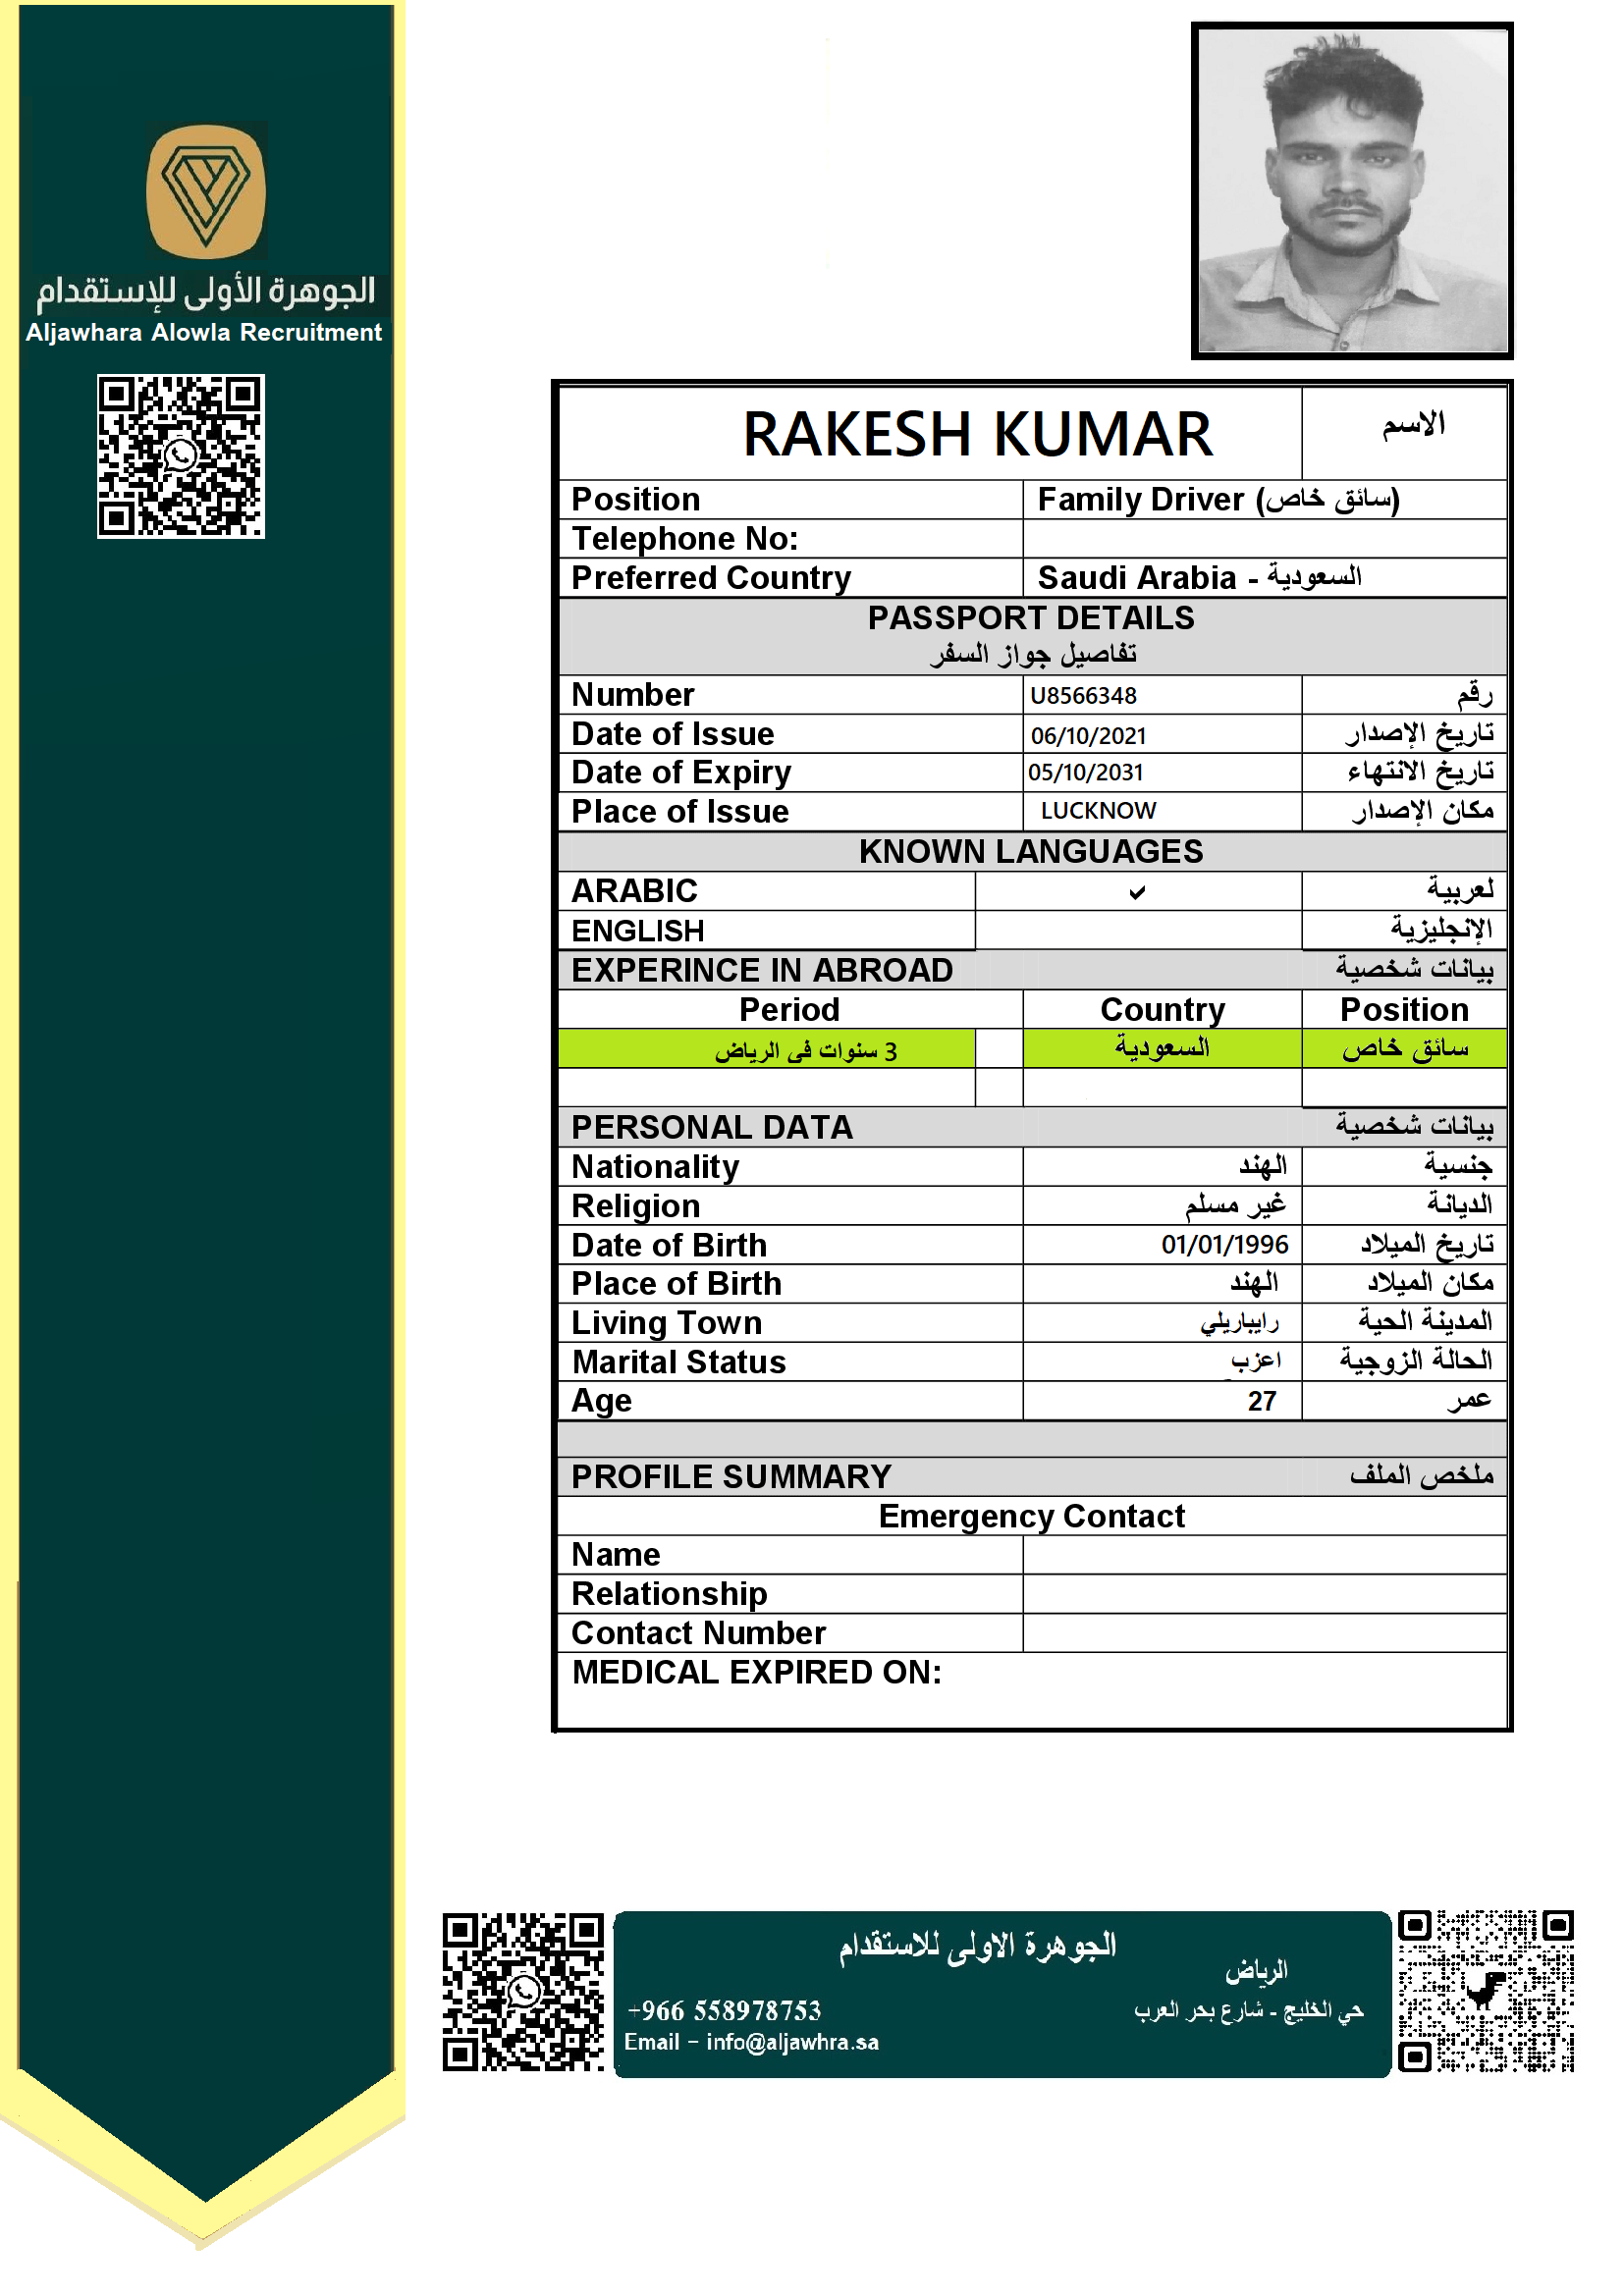 الجوهرة الأولى للإستقدام
Aljawhara Alowla Recruitment
RAKESH KUMAR الاسم
Position Family Driver (سائق خاص)
Telephone No:
Preferred Country Saudi Arabia - السعودية
PASSPORT DETAILS
تفاصيل جواز السفر
Number U8566348 رقم
Date of Issue 06/10/2021 تاريخ الإصدار
Date of Expiry 05/10/2031 تاريخ الانتهاء
Place of Issue LUCKNOW مكان الإصدار
KNOWN LANGUAGES
ARABIC ✓ لعربية
ENGLISH الإنجليزية
EXPERINCE IN ABROAD بيانات شخصية
Period Country Position
3 سنوات فى الرياض السعودية سائق خاص
PERSONAL DATA بيانات شخصية
Nationality الهند جنسية
Religion غير مسلم الديانة
Date of Birth 01/01/1996 تاريخ الميلاد
Place of Birth الهند مكان الميلاد
Living Town رايباريلي المدينة الحية
Marital Status اعزب الحالة الزوجية
Age 27 عمر
PROFILE SUMMARY ملخص الملف
Emergency Contact
Name
Relationship
Contact Number
MEDICAL EXPIRED ON:
الجوهرة الاولى للاستقدام
الرياض
+966 558978753 حي الخليج - شارع بحر العرب
Email - info@aljawhra.sa